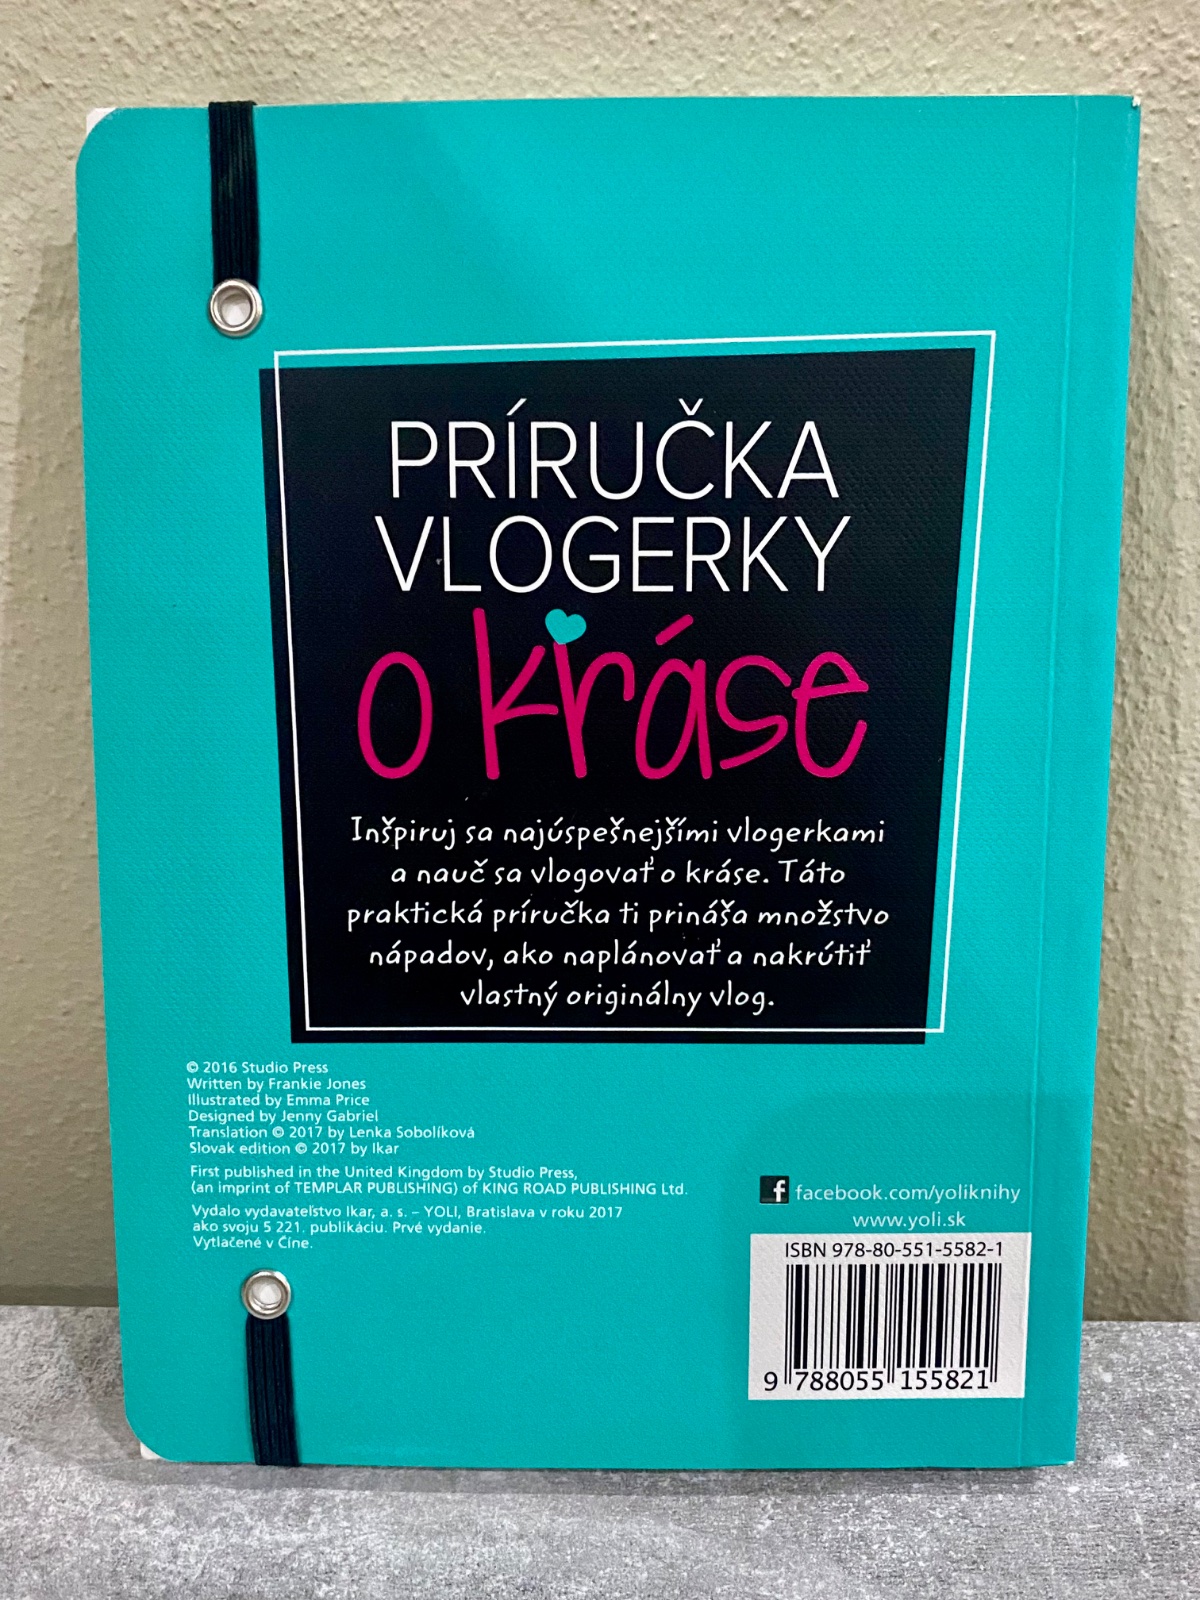 PRÍRUČKA
VLOGERKY
o kráse
Inšpiruj sa najúspešnejšími vlogerkami
a nauč sa vlogovať o kráse. Táto
praktická príručka ti prináša množstvo
nápadov, ako naplánovať a nakrútiť
vlastný originálny vlog.
© 2016 Studio Press
Written by Frankie Jones
Illustrated by Emma Price
Designed by Jenny Gabriel
Translation © 2017 by Lenka Sobolíková
Slovak edition © 2017 by Ikar
First published in the United Kingdom by Studio Press,
(an imprint of TEMPLAR PUBLISHING) of KING ROAD PUBLISHING Ltd.
Vydalo vydavateľstvo Ikar, a. s. – YOLI, Bratislava v roku 2017
ako svoju 5 221. publikáciu. Prvé vydanie.
Vytlačené v Číne.
f facebook.com/yoliknihy
www.yoli.sk
ISBN 978-80-551-5582-1
9 788055 155821